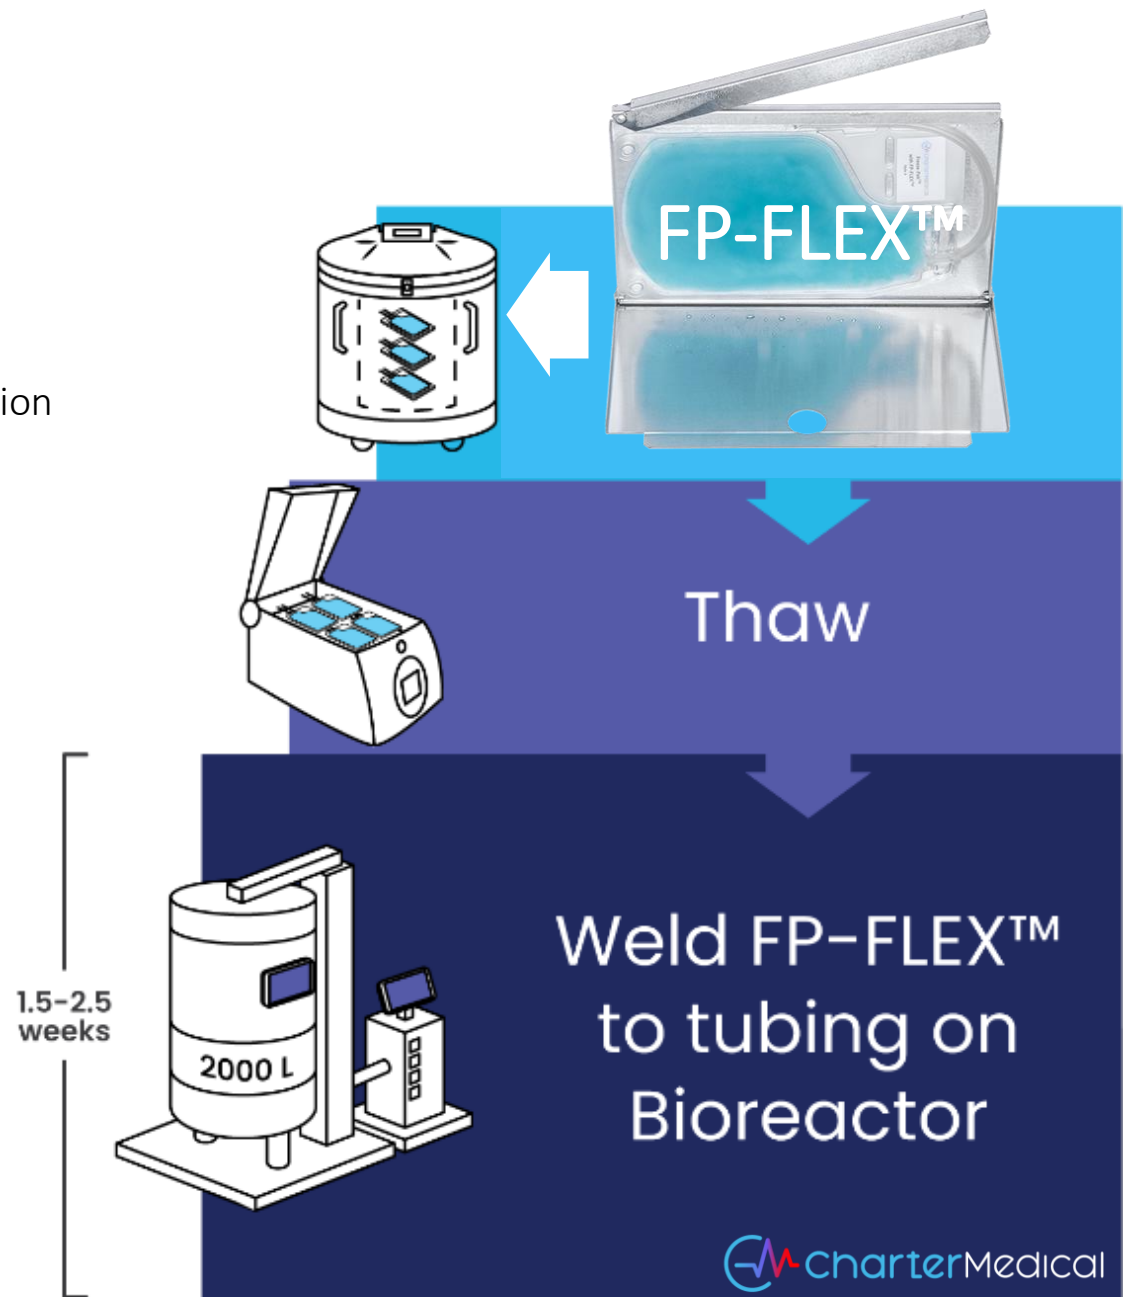 FP-FLEX™
ion
Thaw
Weld FP-FLEX™
to tubing on
Bioreactor
1.5-2.5
weeks
2000 L
CharterMedical